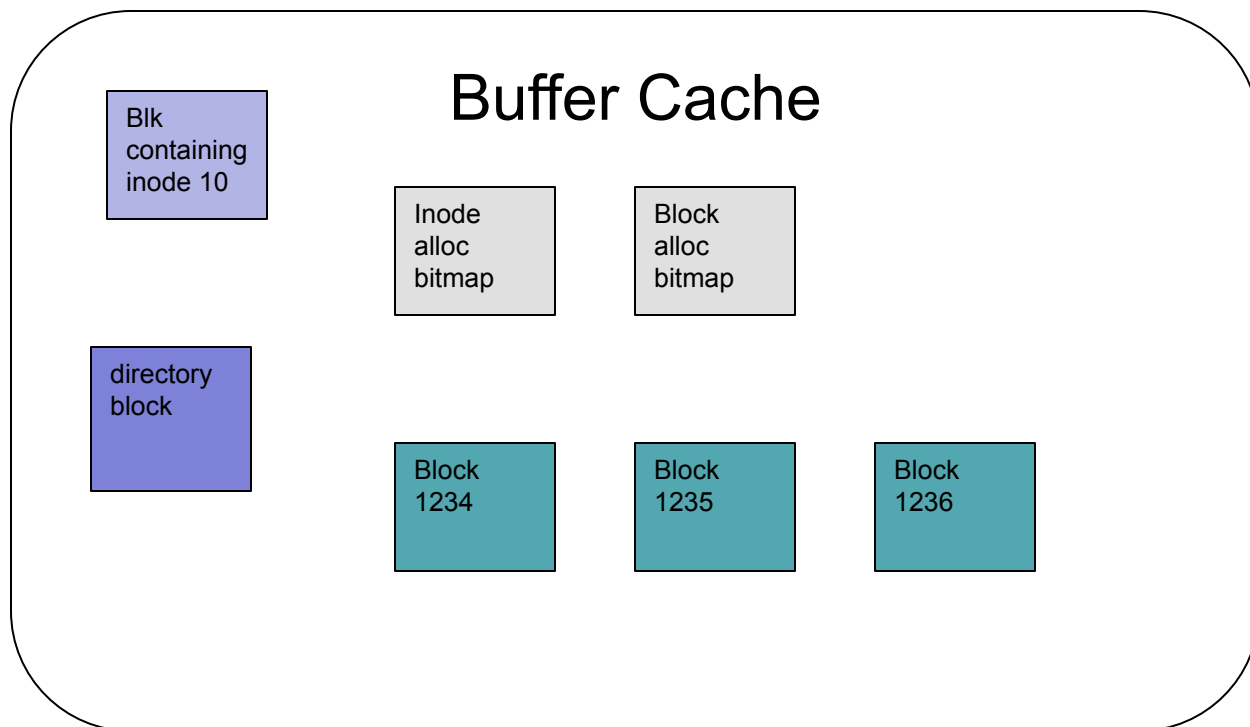 Buffer Cache
Blk
containing
inode 10
Inode
alloc
bitmap
Block
alloc
bitmap
directory
block
Block
1234
Block
1235
Block
1236